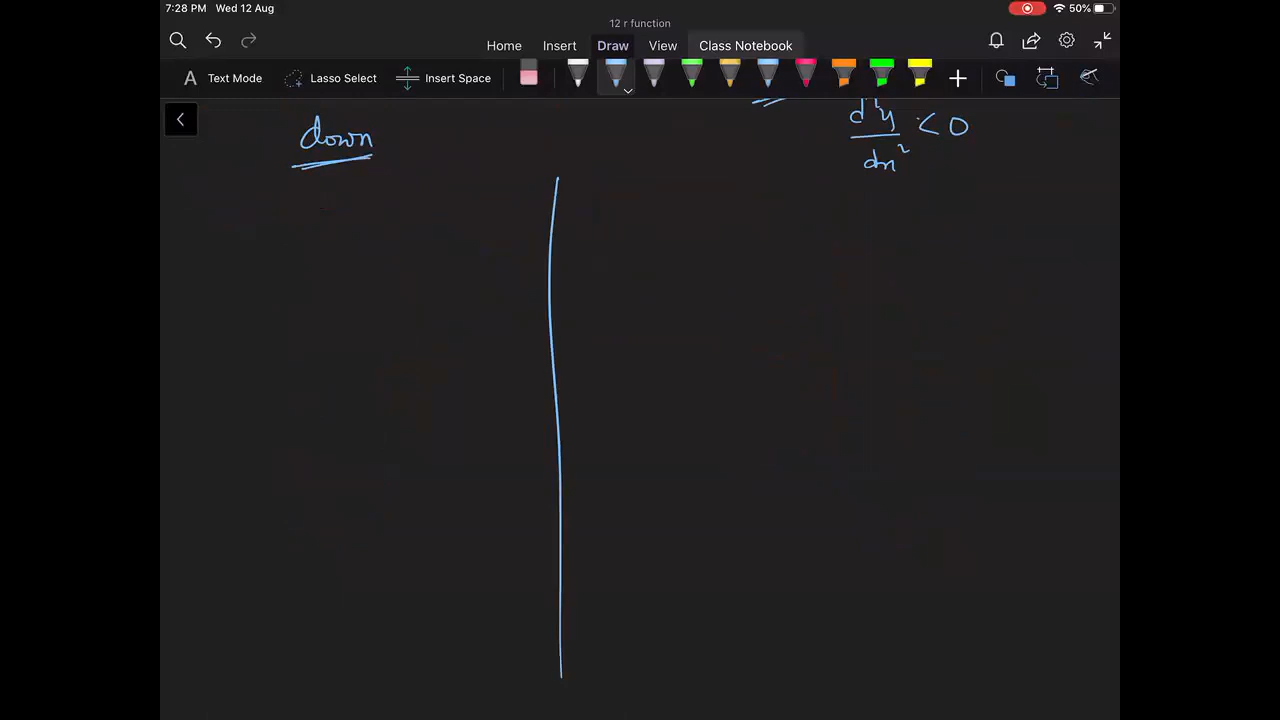 7:28 PM Wed 12 Aug
50%
12 r function
Home Insert Draw View Class Notebook
A Text Mode Lasso Select Insert Space
down
d²y/dx² < 0